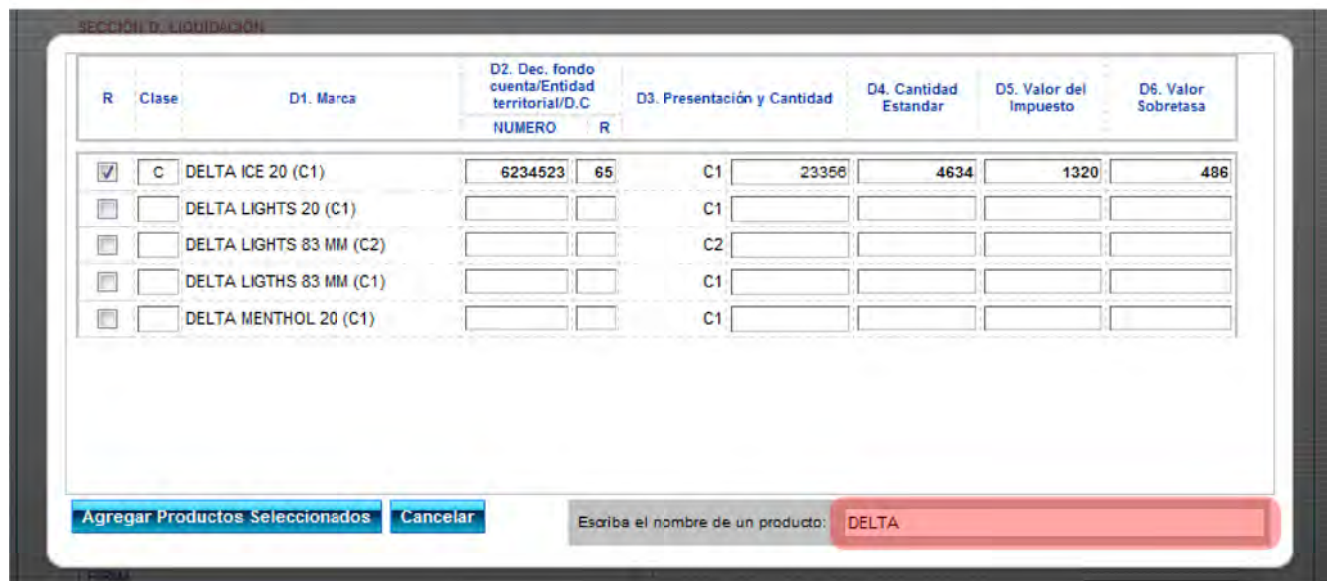 SECCIÓN D. LIQUIDACIÓN
R Clase D1. Marca D2. Dec. fondo cuenta/Entidad territorial/D.C D3. Presentación y Cantidad D4. Cantidad Estandar D5. Valor del Impuesto D6. Valor Sobretasa
NUMERO R
C DELTA ICE 20 (C1) 6234523 65 C1 23356 4634 1320 486
DELTA LIGHTS 20 (C1) C1
DELTA LIGHTS 83 MM (C2) C2
DELTA LIGTHS 83 MM (C1) C1
DELTA MENTHOL 20 (C1) C1
Agregar Productos Seleccionados Cancelar Escriba el nombre de un producto: DELTA